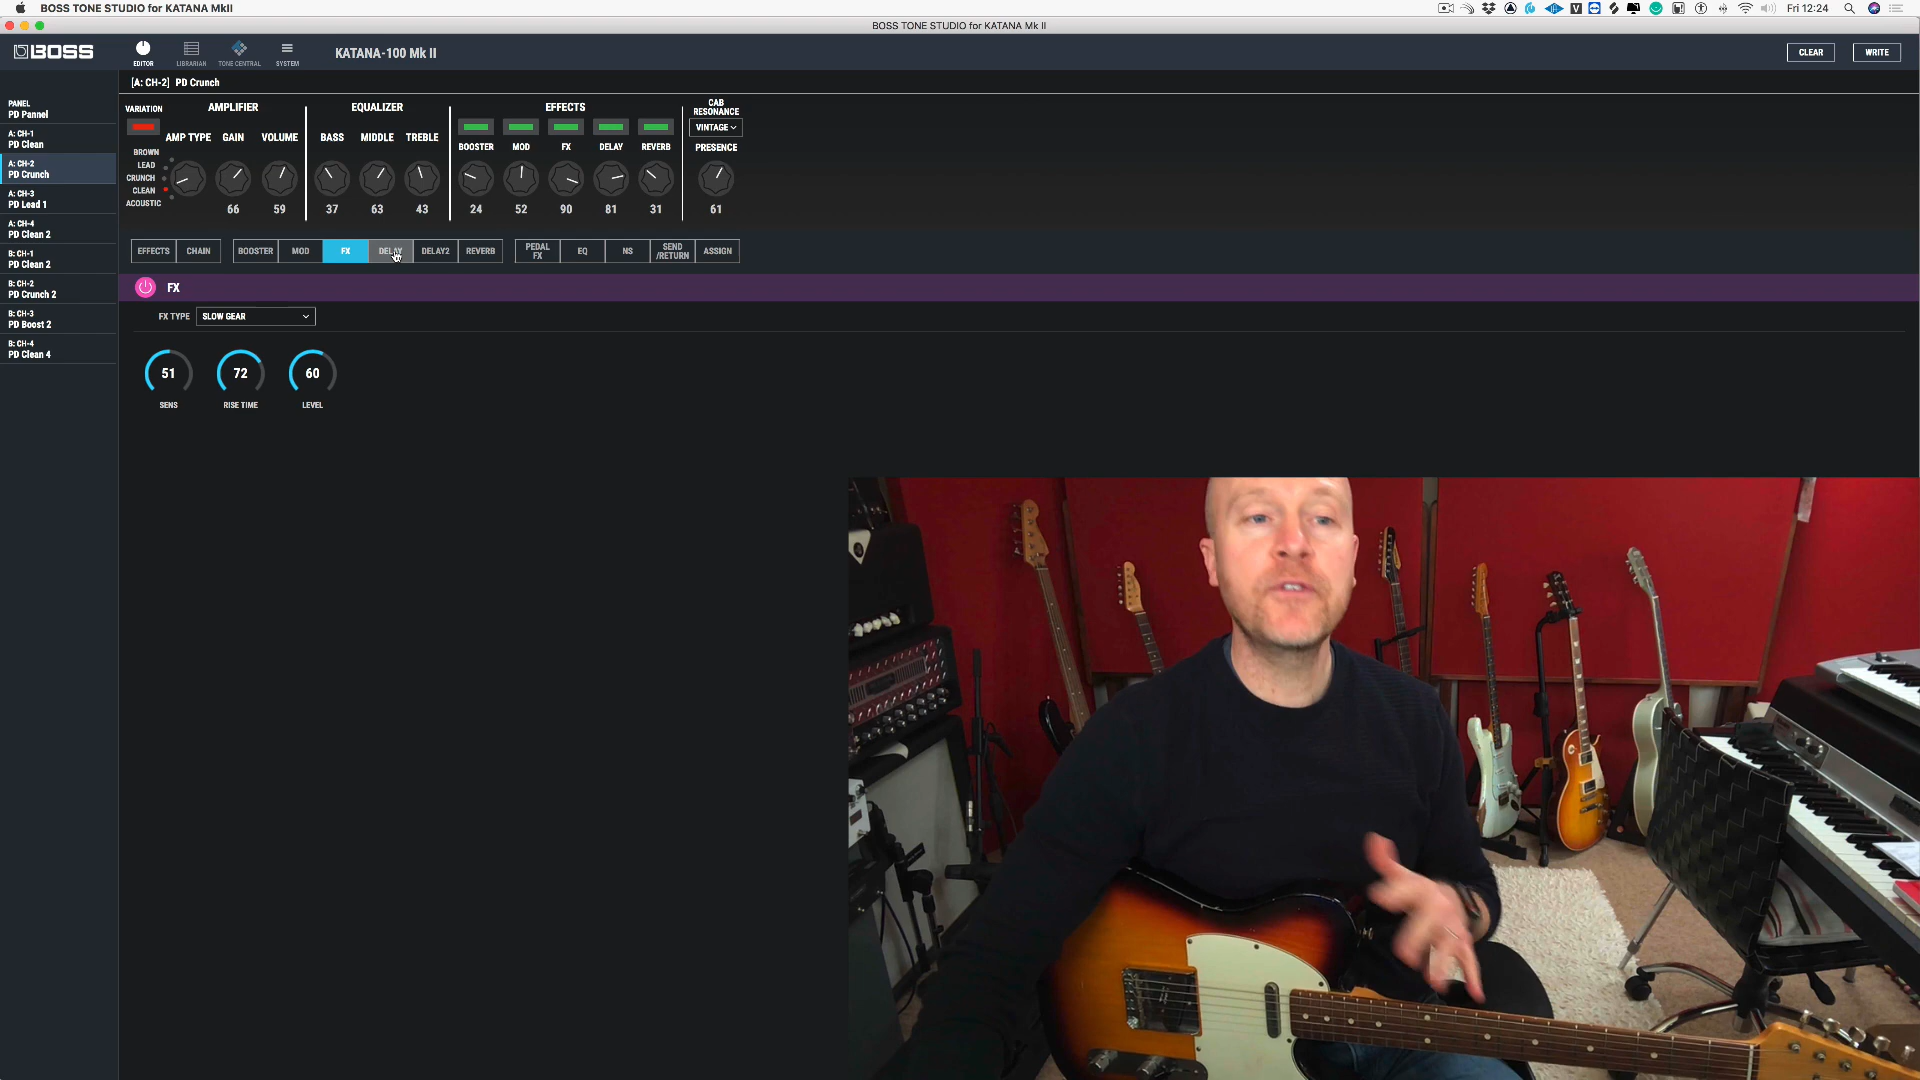 BOSS TONE STUDIO for KATANA MkII
Fri 12:24
BOSS TONE STUDIO for KATANA Mk II
BOSS
EDITOR
LIBRARIAN
TONE CENTRAL
SYSTEM
KATANA-100 Mk II
CLEAR
WRITE
[A: CH-2] PD Crunch
PANEL
PD Pannel
A: CH-1
PD Clean
A: CH-2
PD Crunch
A: CH-3
PD Lead 1
A: CH-4
PD Clean 2
B: CH-1
PD Clean 2
B: CH-2
PD Crunch 2
B: CH-3
PD Boost 2
B: CH-4
PD Clean 4
VARIATION
AMPLIFIER
AMP TYPE GAIN VOLUME
BROWN
LEAD
CRUNCH
CLEAN
ACOUSTIC
66 59
EQUALIZER
BASS MIDDLE TREBLE
37 63 43
EFFECTS
BOOSTER MOD FX DELAY REVERB
24 52 90 81 31
CAB
RESONANCE
VINTAGE
PRESENCE
61
EFFECTS CHAIN
BOOSTER MOD FX DELAY DELAY2 REVERB
PEDAL
FX
EQ NS
SEND
/RETURN
ASSIGN
FX
FX TYPE SLOW GEAR
51 72 60
SENS RISE TIME LEVEL